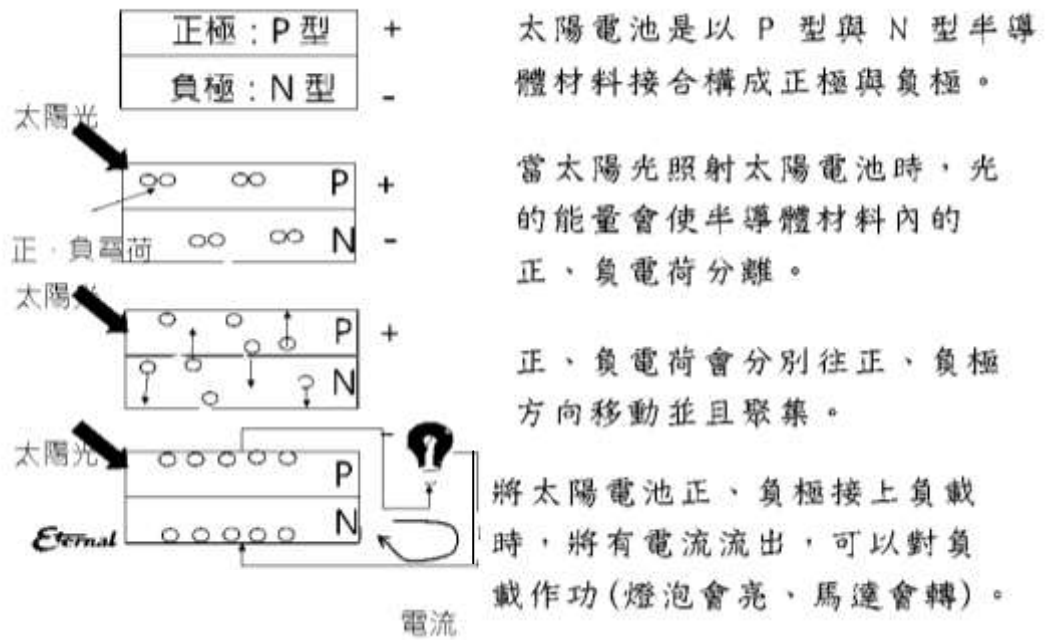 正極：P 型 +
負極：N 型 -
太陽電池是以 P 型與 N 型半導
體材料接合構成正極與負極。
太陽光
P +
N -
正、負電荷
當太陽光照射太陽電池時，光
的能量會使半導體材料內的
正、負電荷分離。
太陽光
P +
N
正、負電荷會分別往正、負極
方向移動並且聚集。
太陽光
P
N
Eternal
電流
將太陽電池正、負極接上負載
時，將有電流流出，可以對負
載作功(燈泡會亮、馬達會轉)。